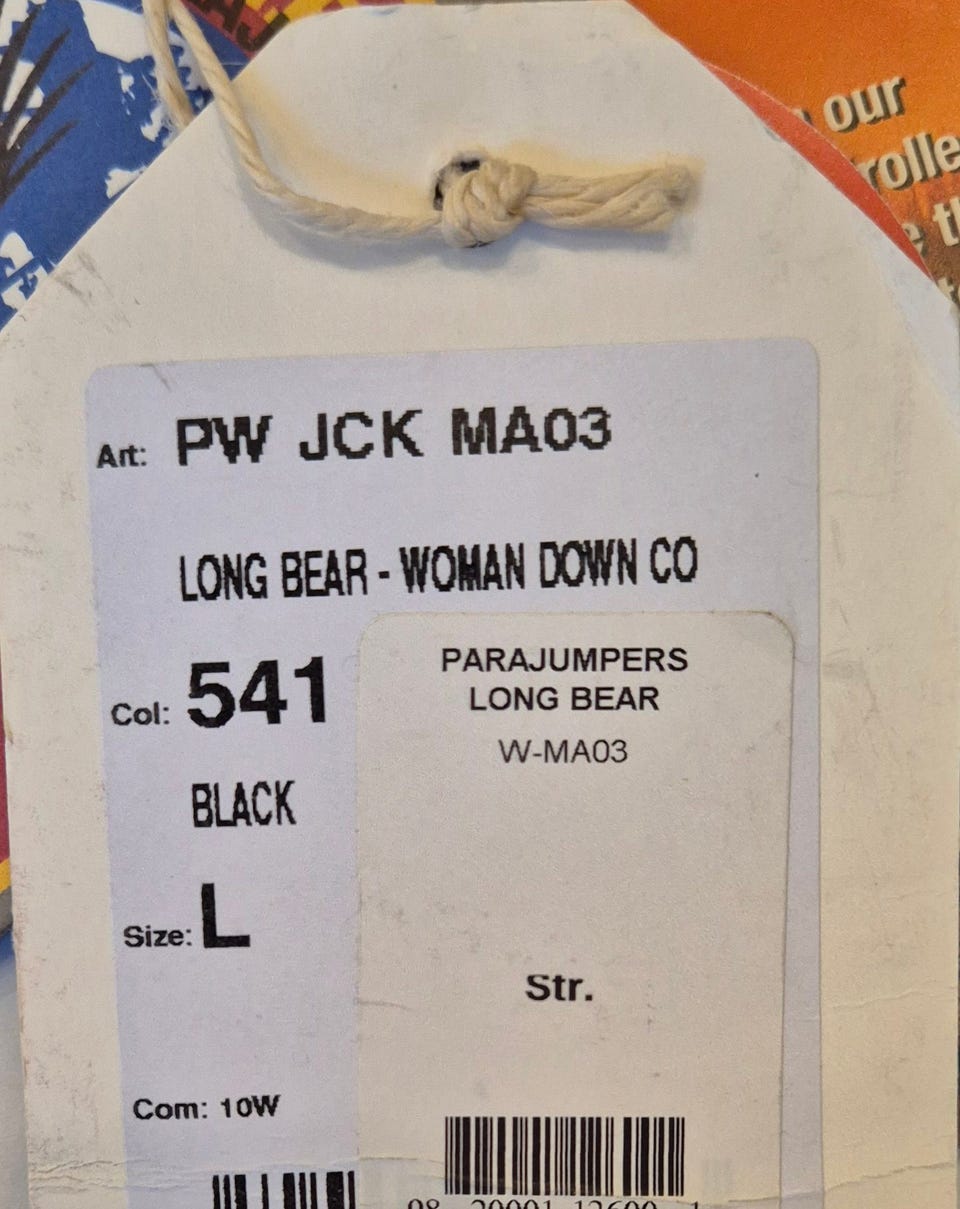 our
Art: PW JCK MA03
LONG BEAR - WOMAN DOWN CO
Col: 541
BLACK
Size: L
Com: 10W
PARAJUMPERS
LONG BEAR
W-MA03
Str.